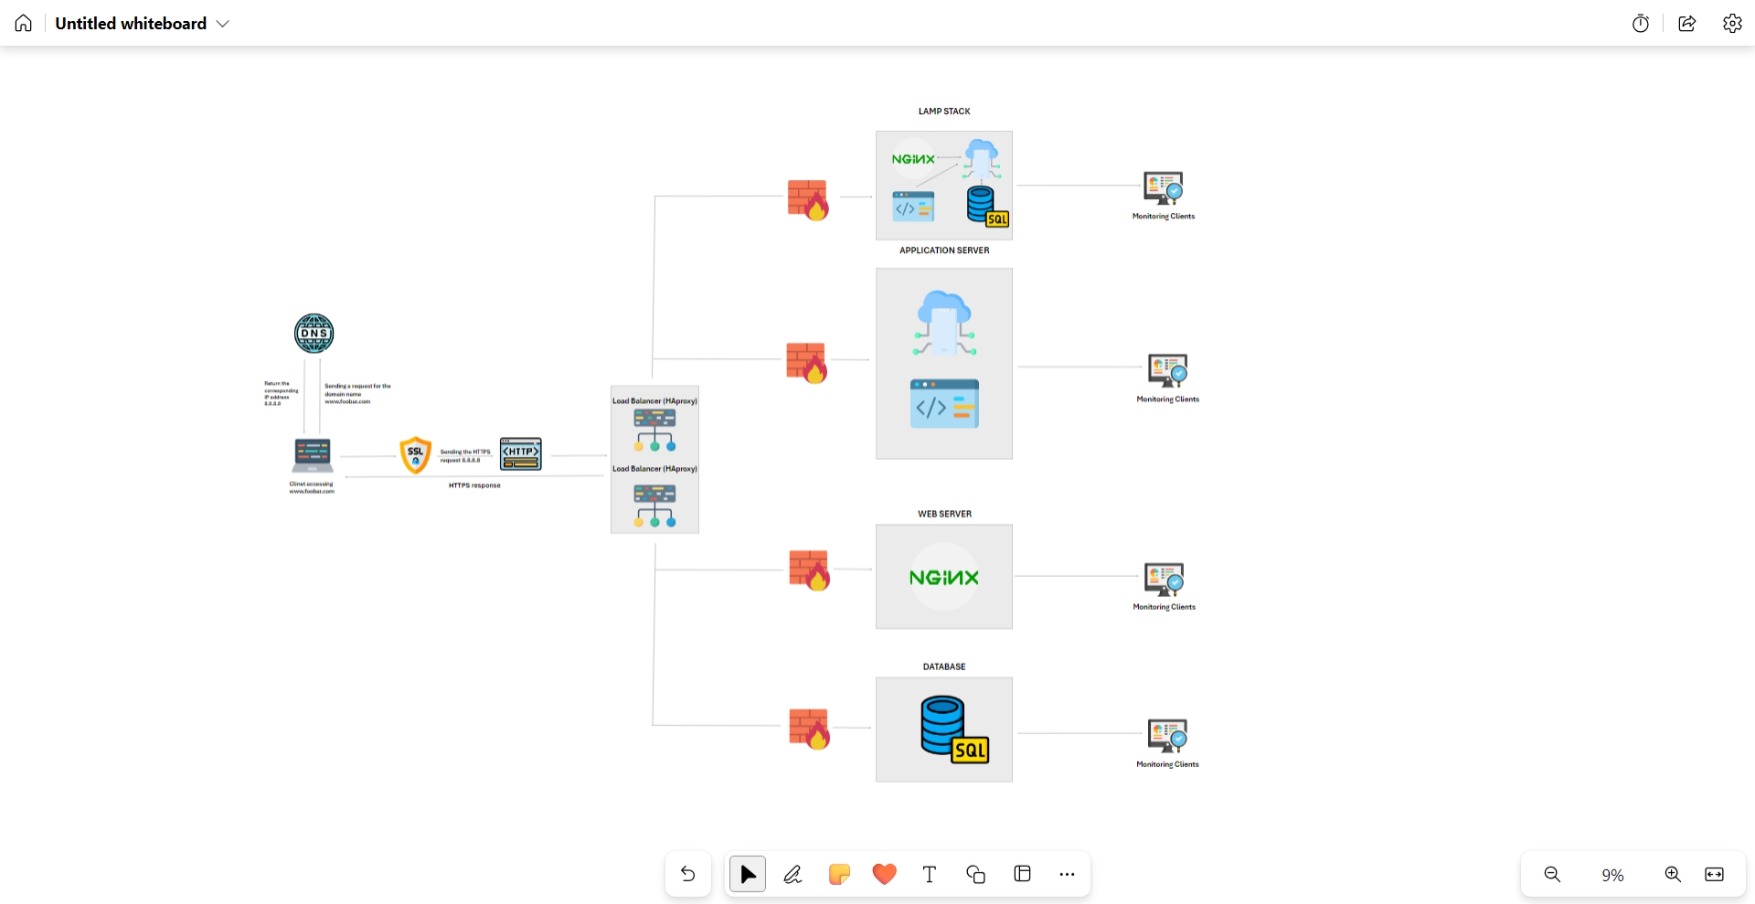 Untitled whiteboard
LAMP STACK
NGINX
</>
SQL
Monitoring Clients
APPLICATION SERVER
</>
Monitoring Clients
DNS
Return the
corresponding
IP address
8.8.8.8
Sending a request for the
domain name
www.foobar.com
Clinet accessing
www.foobar.com
SSL
Sending the HTTPS
request 8.8.8.8
<HTTP>
HTTPS response
Load Balancer (HAproxy)
Load Balancer (HAproxy)
WEB SERVER
NGINX
Monitoring Clients
DATABASE
SQL
Monitoring Clients
T
9%